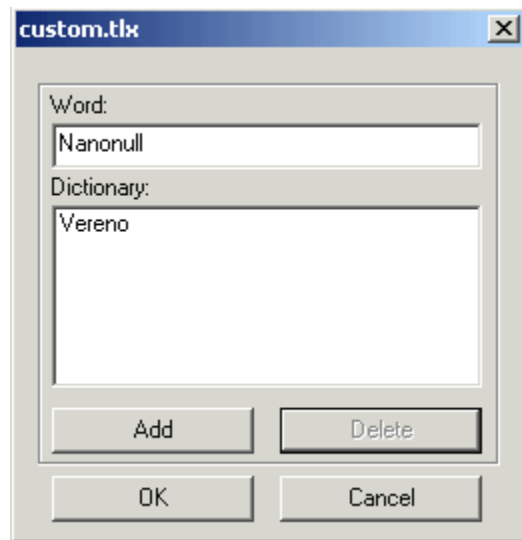 custom.tlx
Word:
Nanonull
Dictionary:
Vereno
Add Delete
OK Cancel